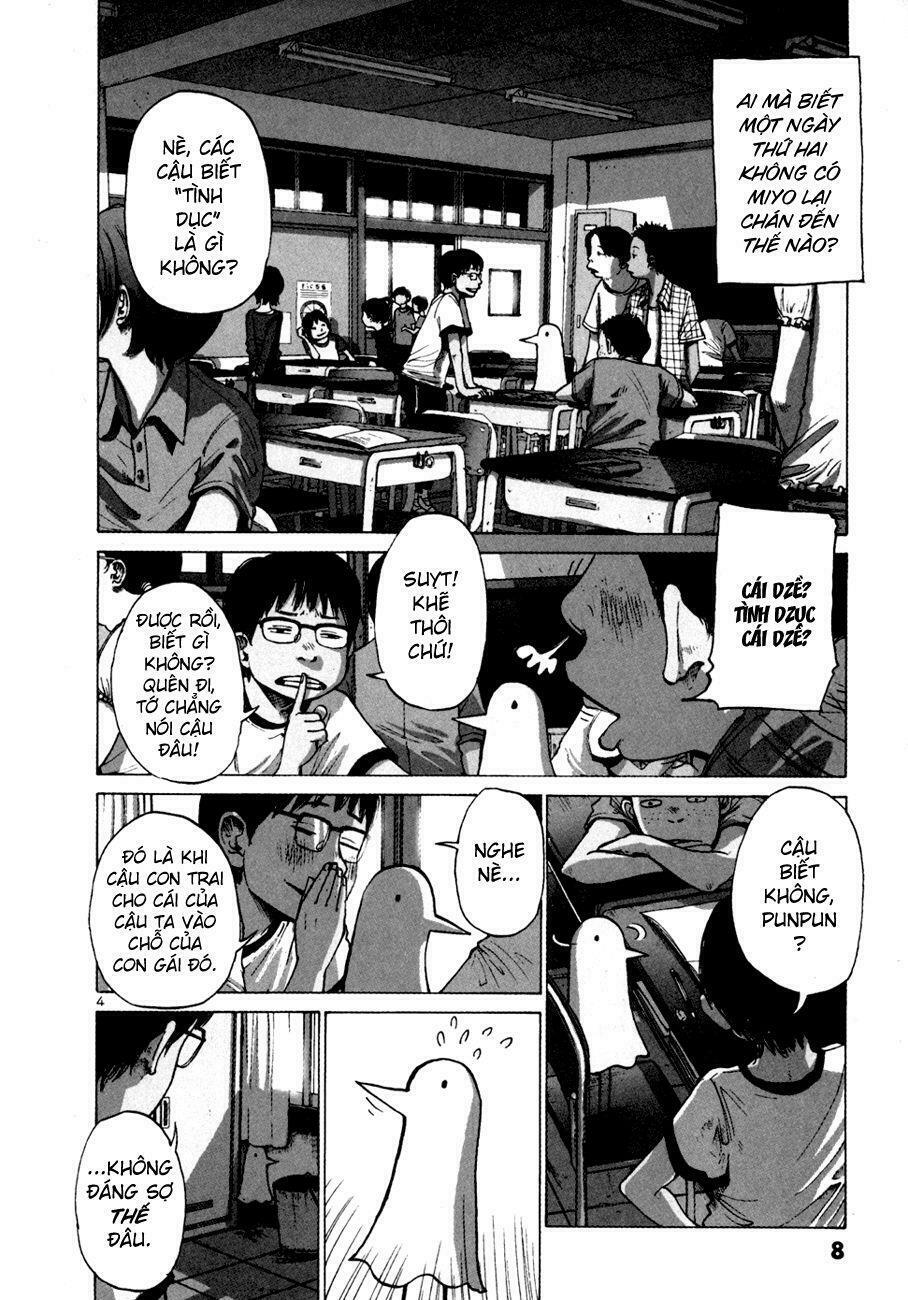 AI MÀ BIẾT
MỘT NGÀY
THỨ HAI
KHÔNG CÓ
MIYO LẠI
CHÁN ĐẾN
THẾ NÀO?
NÈ, CÁC
CẬU BIẾT
"TÌNH
DỤC"
LÀ GÌ
KHÔNG?
CÁI DZỀ?
TÌNH DZỤC
CÁI DZỀ?
SUYT!
KHẼ
THÔI
CHỨ!
ĐƯỢC RỒI,
BIẾT GÌ
KHÔNG?
QUÊN ĐI,
TỚ CHẲNG
NÓI CẬU
ĐÂU!
CẬU
BIẾT
KHÔNG,
PUNPUN
?
NGHE
NÈ...
ĐÓ LÀ KHI
CẬU CON TRAI
CHO CÁI CỦA
CẬU TA VÀO
CHỖ CỦA
CON GÁI ĐÓ.
4
...KHÔNG
ĐÁNG SỢ
THẾ
ĐÂU.
8